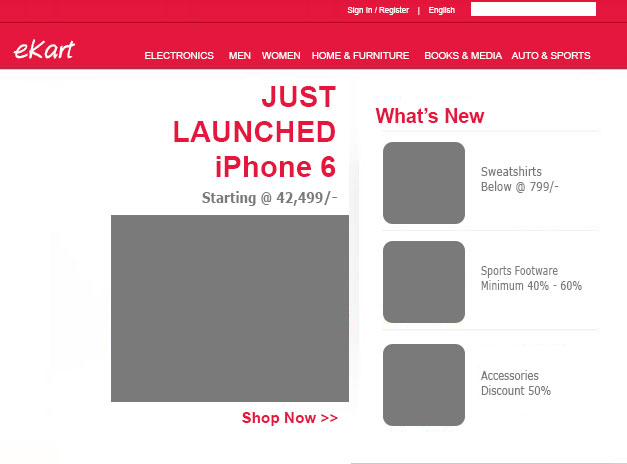 Sign In / Register | English
eKart
ELECTRONICS MEN WOMEN HOME & FURNITURE BOOKS & MEDIA AUTO & SPORTS
JUST
LAUNCHED
iPhone 6
Starting @ 42,499/-
Shop Now >>
What's New
Sweatshirts
Below @ 799/-
Sports Footware
Minimum 40% - 60%
Accessories
Discount 50%